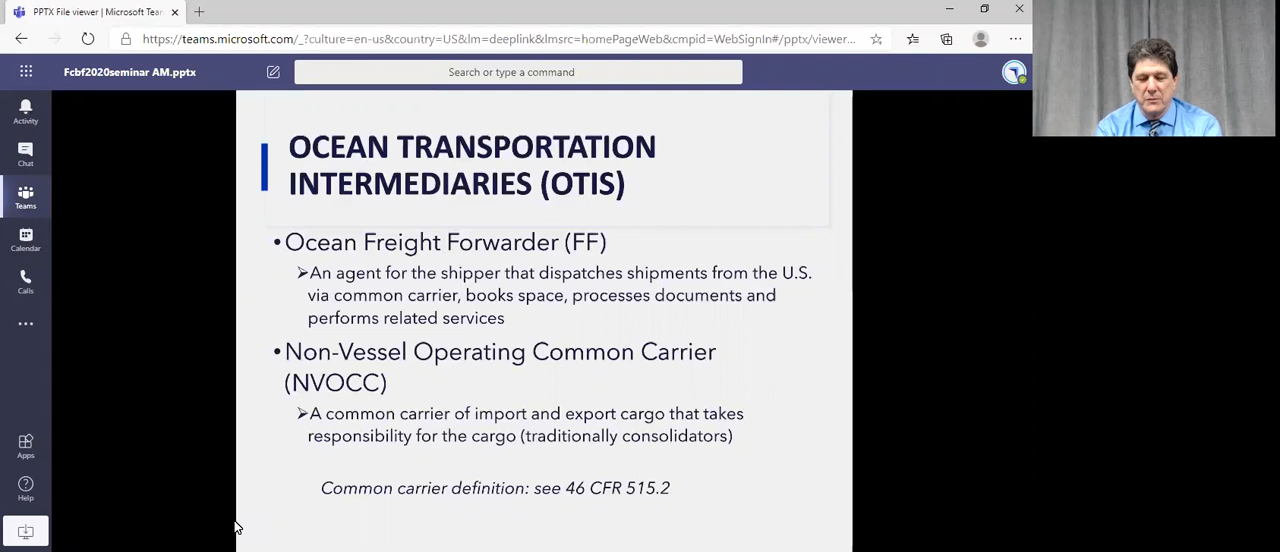 PPTX File viewer | Microsoft Team
https://teams.microsoft.com/_?culture=en-us&country=US&lm=deeplink&lmsrc=homePageWeb&cmpid=WebSignIn#/pptx/viewer...
Fcbf2020seminar AM.pptx
Search or type a command
Activity
Chat
Teams
Calendar
Calls
Apps
Help
OCEAN TRANSPORTATION
INTERMEDIARIES (OTIS)
•Ocean Freight Forwarder (FF)
➢An agent for the shipper that dispatches shipments from the U.S.
via common carrier, books space, processes documents and
performs related services
•Non-Vessel Operating Common Carrier
(NVOCC)
➢A common carrier of import and export cargo that takes
responsibility for the cargo (traditionally consolidators)
Common carrier definition: see 46 CFR 515.2